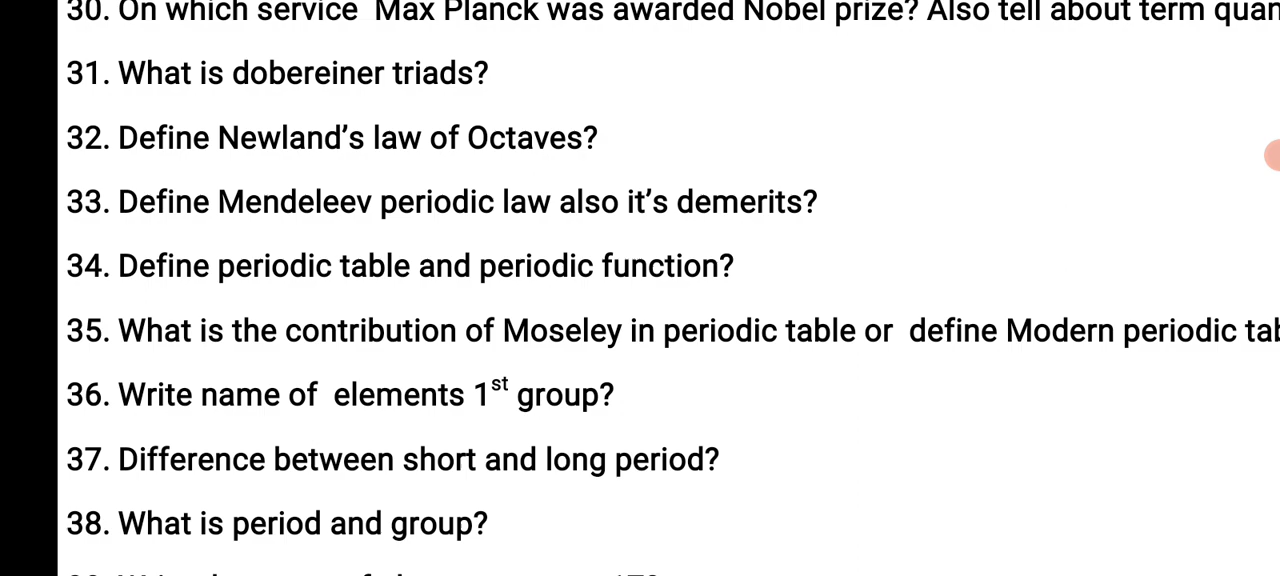 30. On which service Max Planck was awarded Nobel prize? Also tell about term quan
31. What is dobereiner triads?
32. Define Newland’s law of Octaves?
33. Define Mendeleev periodic law also it’s demerits?
34. Define periodic table and periodic function?
35. What is the contribution of Moseley in periodic table or define Modern periodic tab
36. Write name of elements 1st group?
37. Difference between short and long period?
38. What is period and group?